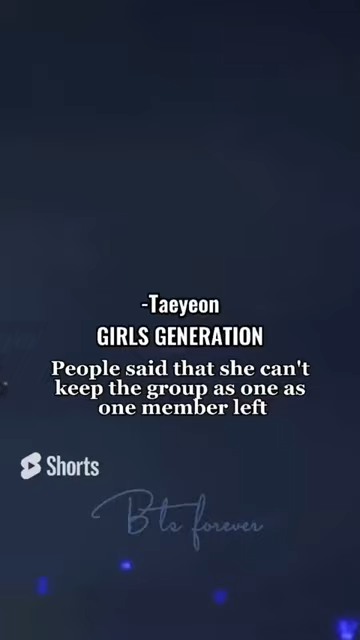 -Taeyeon
GIRLS GENERATION
People said that she can't
keep the group as one as
one member left
Shorts
Bts forever